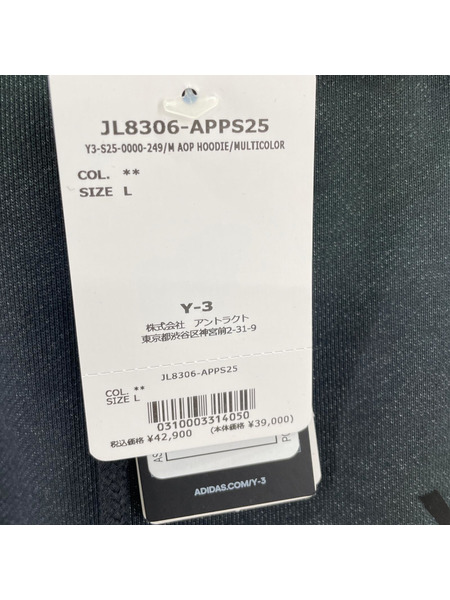 JL8306-APPS25
Y3-S25-0000-249/M AOP HOODIE/MULTICOLOR
COL. **
SIZE L
Y-3
株式会社 アントラクト
東京都渋谷区神宮前2-31-9
JL8306-APPS25
COL. **
SIZE L
0310003314050
税込価格 ¥42,900 (本体価格 ¥39,000)
ADIDAS.COM/Y-3